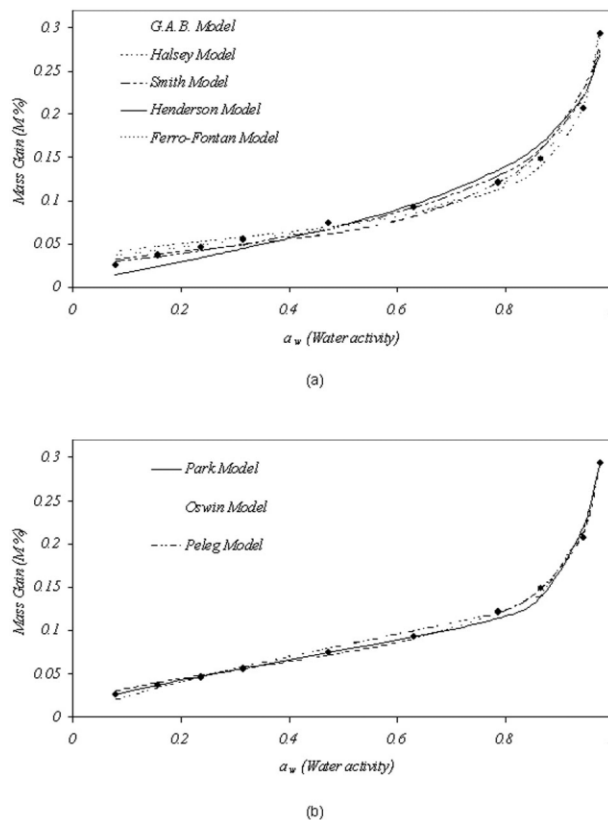 0.3
0.25
0.2
0.15
0.1
0.05
0
Mass Gain (M%)
G.A.B. Model
Halsey Model
Smith Model
Henderson Model
Ferro-Fontan Model
0 0.2 0.4 0.6 0.8
a w (Water activity)
(a)
0.3
0.25
0.2
0.15
0.1
0.05
0
Mass Gain (M%)
Park Model
Oswin Model
Peleg Model
0 0.2 0.4 0.6 0.8
a w (Water activity)
(b)